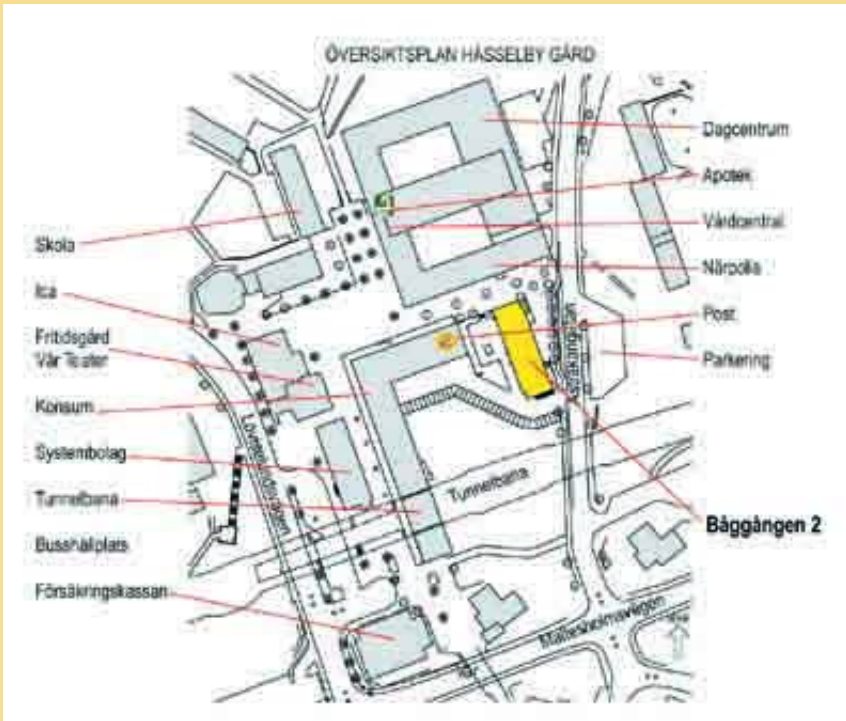 ÖVERSIKTSPLAN HÄSSELBY GÅRD
Dagcentrum
Apotek
Vårdcentral
Närpolis
Post
Parkering
Båggången 2
Skola
Ica
Fritidsgård
Vår Teater
Konsum
Systembolag
Tunnelbana
Busshållplats
Försäkringskassan
Tunnelbana
Maltesholmsvägen